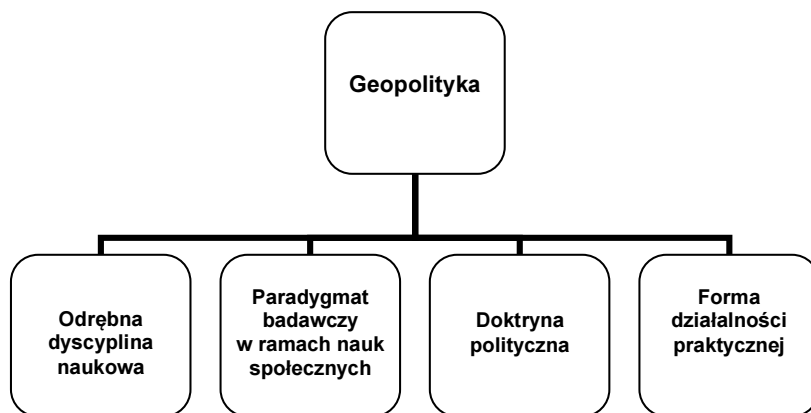 Geopolityka
Odrębna
dyscyplina
naukowa
Paradygmat
badawczy
w ramach nauk
społecznych
Doktryna
polityczna
Forma
działalności
praktycznej